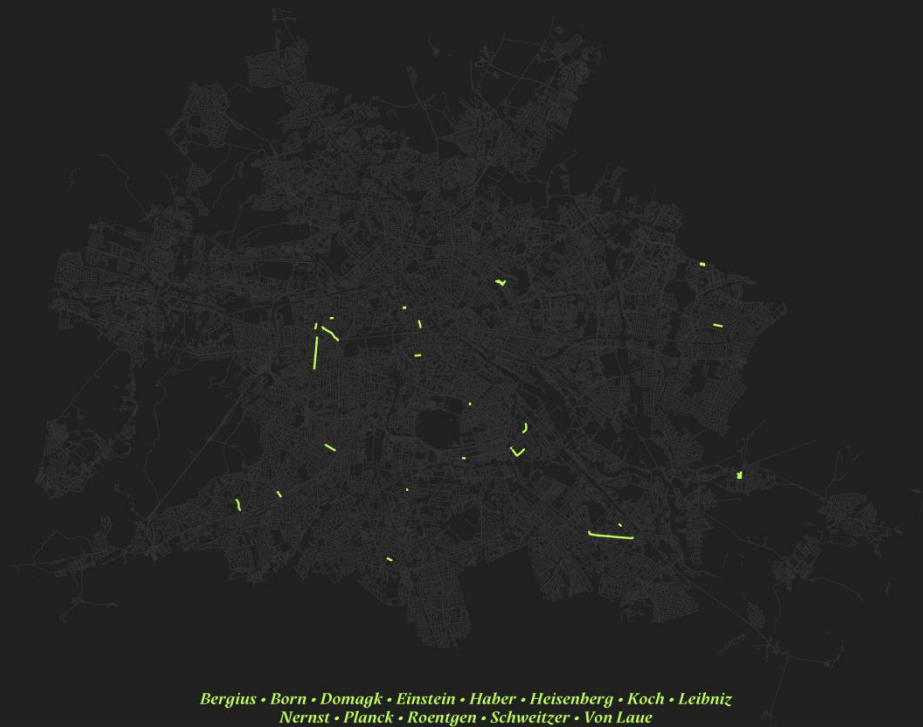 Bergius • Born • Domagk • Einstein • Haber • Heisenberg • Koch • Leibniz
Nernst • Planck • Roentgen • Schweitzer • Von Laue